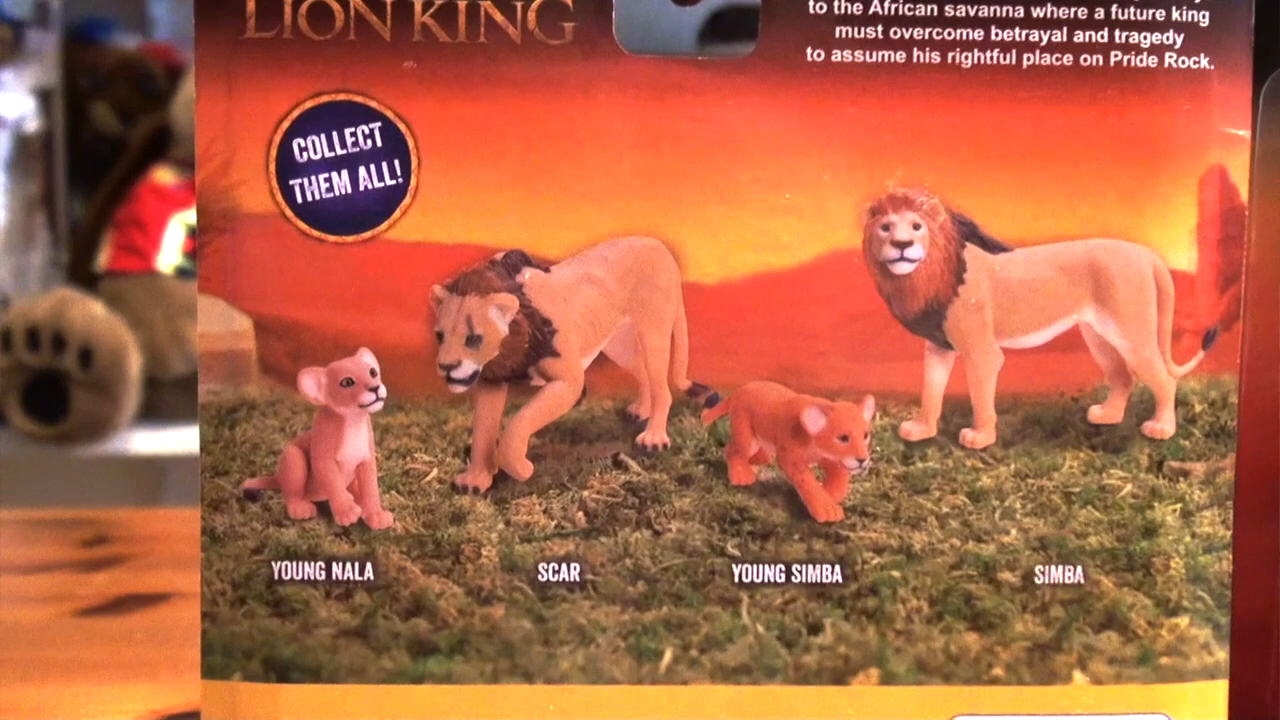 LION KING
to the African savanna where a future king
must overcome betrayal and tragedy
to assume his rightful place on Pride Rock.
COLLECT
THEM ALL!
YOUNG NALA
SCAR
YOUNG SIMBA
SIMBA